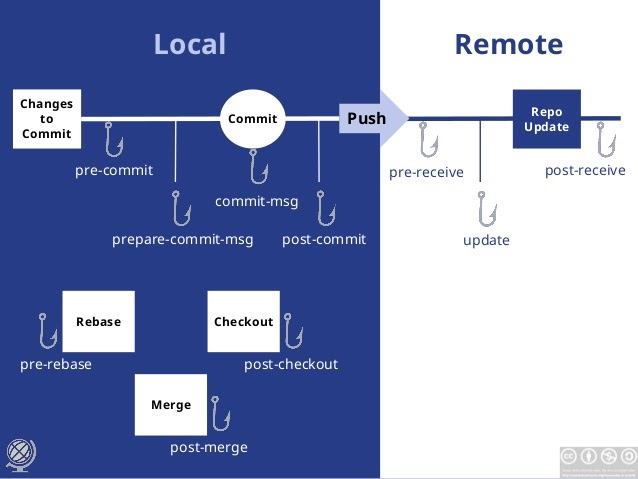 Local
Remote
Changes
to
Commit
Commit
Push
Repo
Update
pre-commit
commit-msg
prepare-commit-msg
post-commit
pre-receive
post-receive
update
Rebase
Checkout
pre-rebase
post-checkout
Merge
post-merge
cc